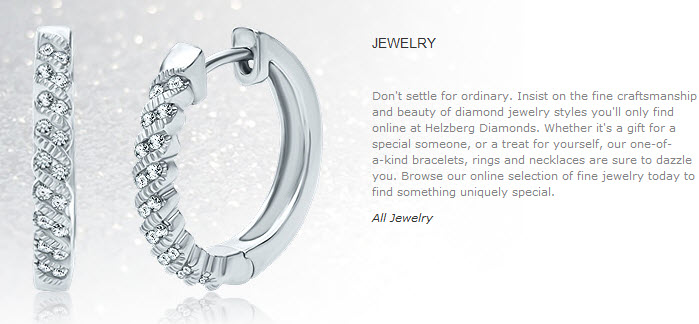 JEWELRY
Don't settle for ordinary. Insist on the fine craftsmanship
and beauty of diamond jewelry styles you'll only find
online at Helzberg Diamonds. Whether it's a gift for a
special someone, or a treat for yourself, our one-of-
a-kind bracelets, rings and necklaces are sure to dazzle
you. Browse our online selection of fine jewelry today to
find something uniquely special.
All Jewelry